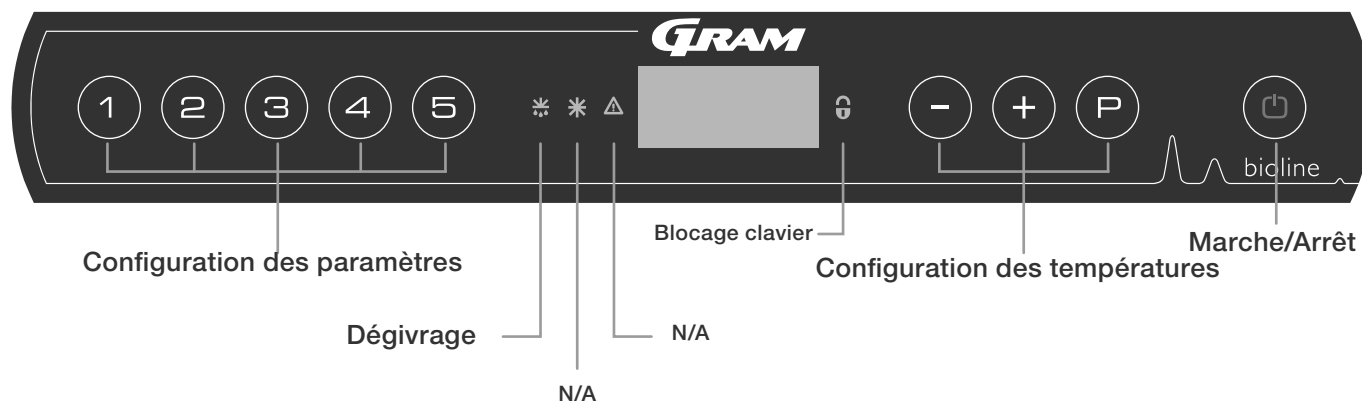 GRAM
1 2 3 4 5 - + P
bioline
Blocage clavier
Marche/Arrêt
Configuration des paramètres
Configuration des températures
Dégivrage
N/A
N/A